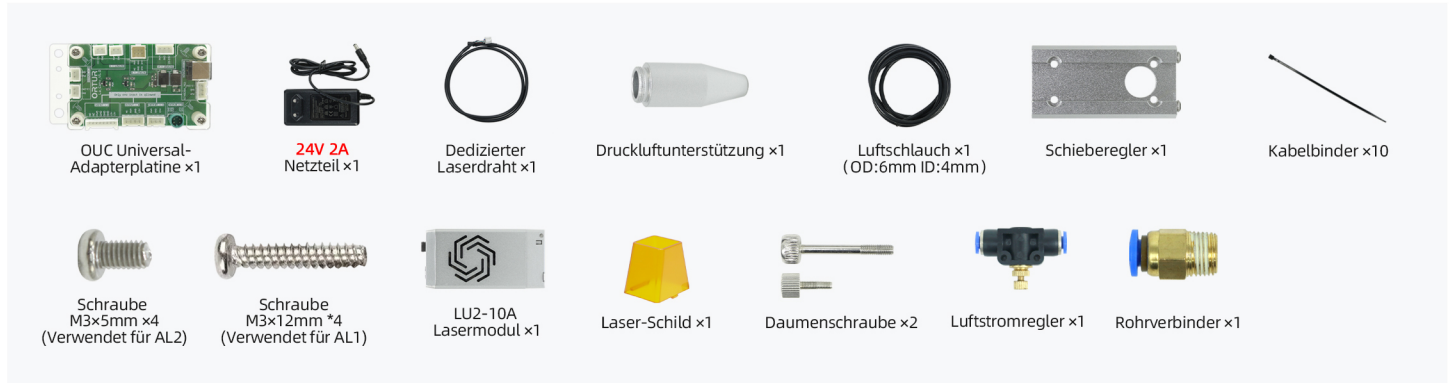 ORTUR
OUC Universal-
Adapterplatine ×1
24V 2A
Netzteil ×1
Dedizierter
Laserdraht ×1
Druckluftunterstützung ×1
Luftschlauch ×1
(OD:6mm ID:4mm)
Schieberegler ×1
Kabelbinder ×10
Schraube
M3×5mm ×4
(Verwendet für AL2)
Schraube
M3×12mm *4
(Verwendet für AL1)
LU2-10A
Lasermodul ×1
Laser-Schild ×1
Daumenschraube ×2
Luftstromregler ×1
Rohrverbinder ×1